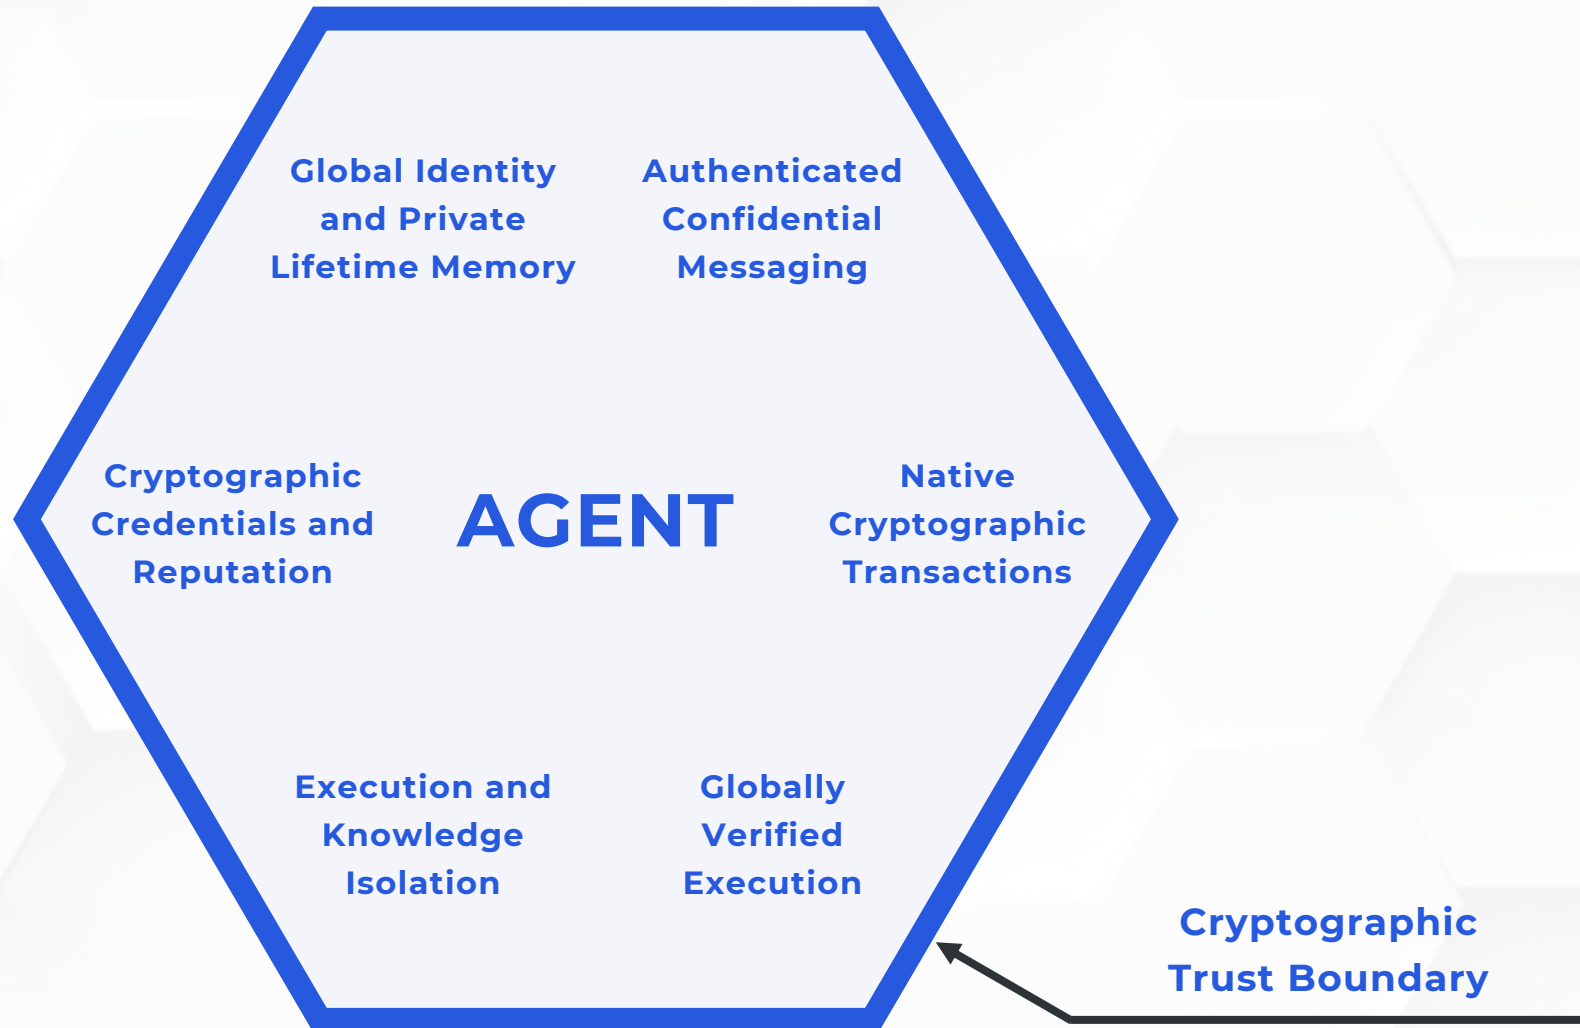 Global Identity
and Private
Lifetime Memory
Authenticated
Confidential
Messaging
Cryptographic
Credentials and
Reputation
AGENT
Native
Cryptographic
Transactions
Execution and
Knowledge
Isolation
Globally
Verified
Execution
Cryptographic
Trust Boundary